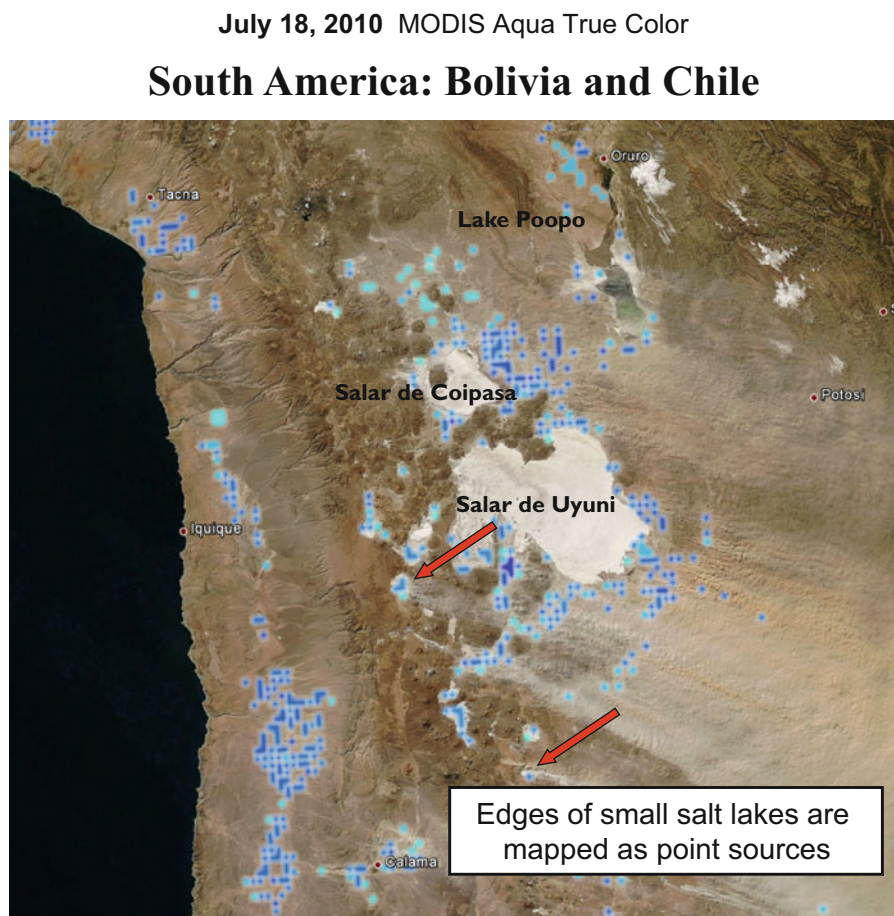 July 18, 2010 MODIS Aqua True Color
South America: Bolivia and Chile
Oruro
Tacna
Lake Poopo
S
Salar de Coipasa
Potosi
Salar de Uyuni
Iquique
Edges of small salt lakes are
mapped as point sources
Calama